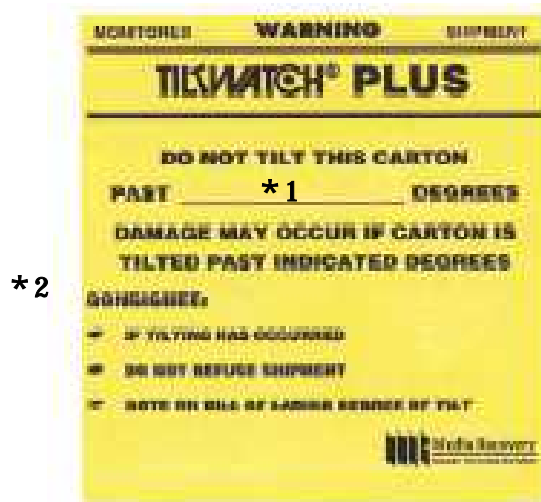 MONITORED WARNING SHIPMENT
TILTWATCH® PLUS
DO NOT TILT THIS CARTON
PAST *1 DEGREES
DAMAGE MAY OCCUR IF CARTON IS
TILTED PAST INDICATED DEGREES
*2
CONSIGNEE:
IF TILTING HAS OCCURRED
DO NOT REFUSE SHIPMENT
NOTE ON BILL OF LADING DEGREE OF TILT
Media Recovery